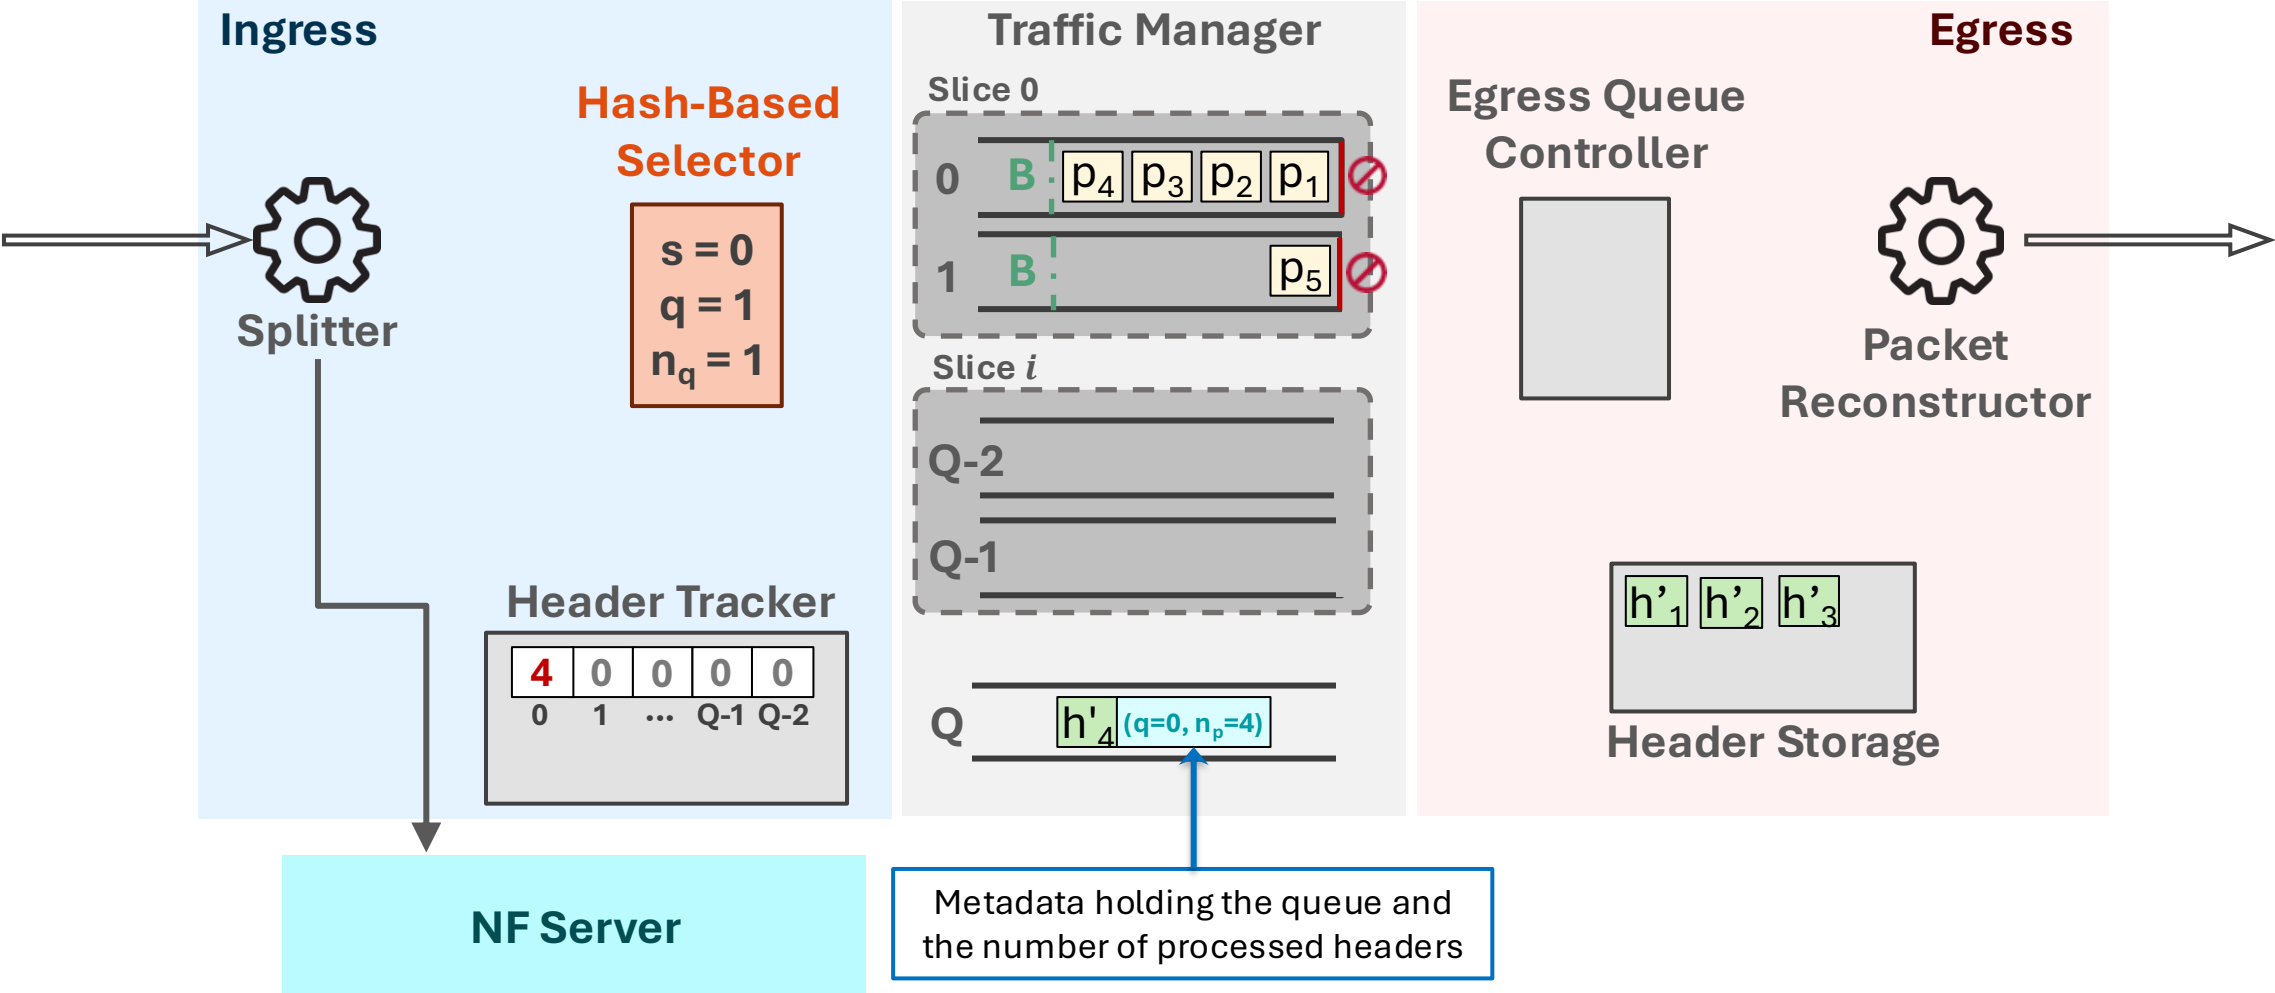 Ingress
Traffic Manager
Egress
Hash-Based
Selector
s = 0
q = 1
nq = 1
Splitter
Slice 0
0
B
p4
p3
p2
p1
1
B
p5
Slice i
Q-2
Q-1
Q
h'4
(q=0, np=4)
Egress Queue
Controller
Packet
Reconstructor
Header Tracker
4 0 0 0 0
0 1 ... Q-1 Q-2
h’1 h’2 h’3
Header Storage
NF Server
Metadata holding the queue and
the number of processed headers